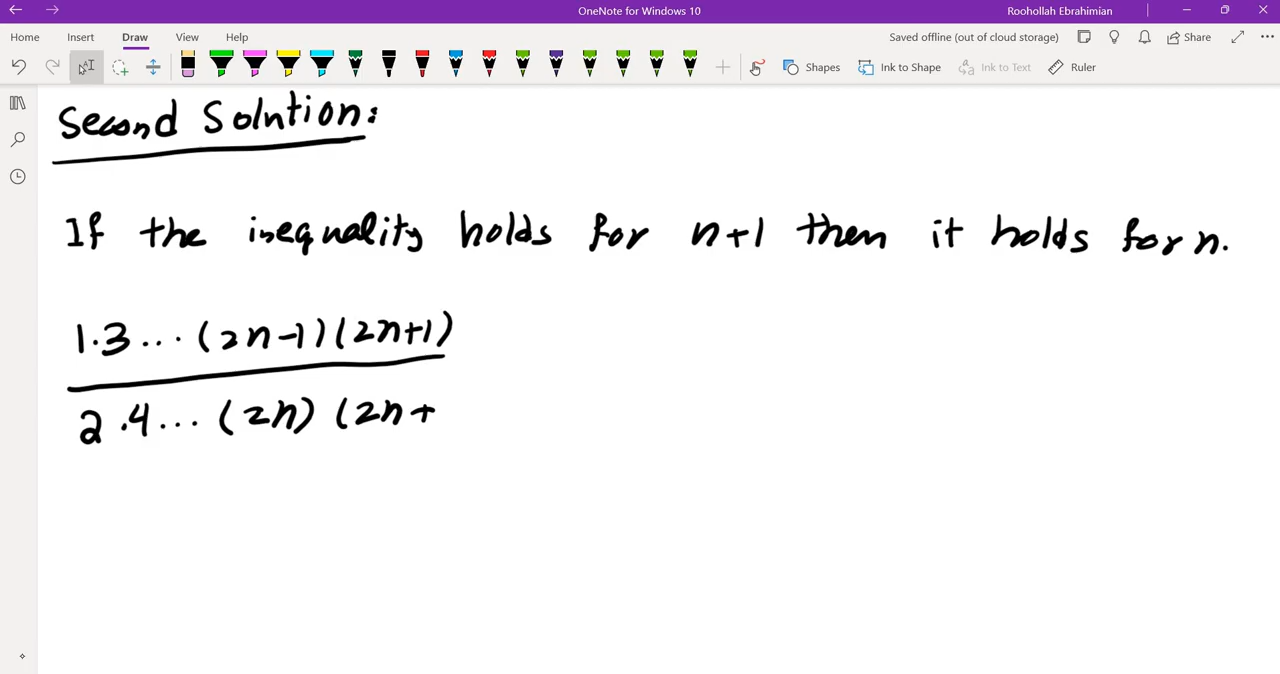 OneNote for Windows 10
Roohollah Ebrahimian
Home Insert Draw View Help
Saved offline (out of cloud storage) Share
Shapes Ink to Shape Ink to Text Ruler
Second Solution:
If the inequality holds for n+1 then it holds for n.
1.3...(2n-1)(2n+1)
2.4...(2n)(2n+